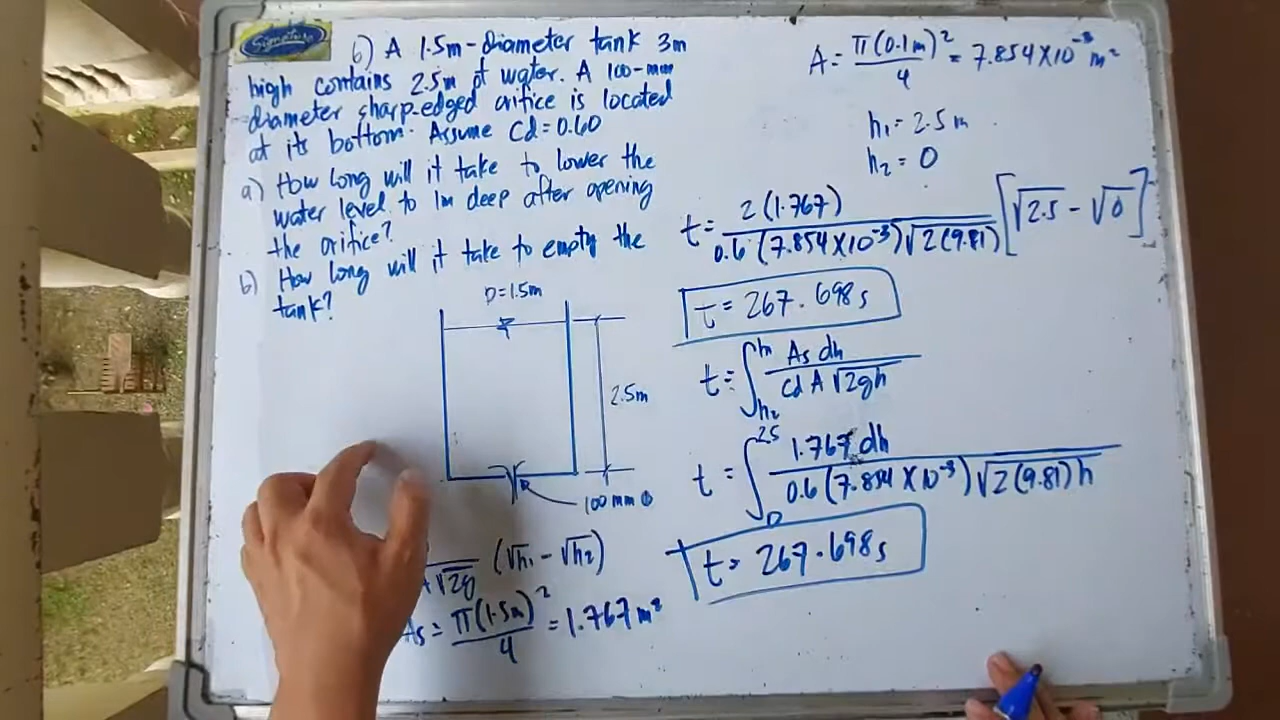 Signature
6) A 1.5m-diameter tank 3m
high contains 2.5m of water. A 100-mm
diameter sharp-edged orifice is located
at its bottom. Assume Cd = 0.60
a) How long will it take to lower the
water level to 1m deep after opening
the orifice?
b) How long will it take to empty the
tank?
D=1.5m
2.5m
100 mm Φ
√2g (√h1 - √h2)
As = π(1.5m)²/4 = 1.767 m²
A = π(0.1m)²/4 = 7.854×10⁻³ m²
h1 = 2.5 m
h2 = 0
t = 2(1.767)/0.6(7.854×10⁻³)√2(9.81) [√2.5 - √0]
t = 267.698 s
t = ∫h2 h1 As dh/Cd A √2gh
t = ∫0 2.5 1.767 dh/0.6(7.854×10⁻³)√2(9.81)h
t = 267.698 s